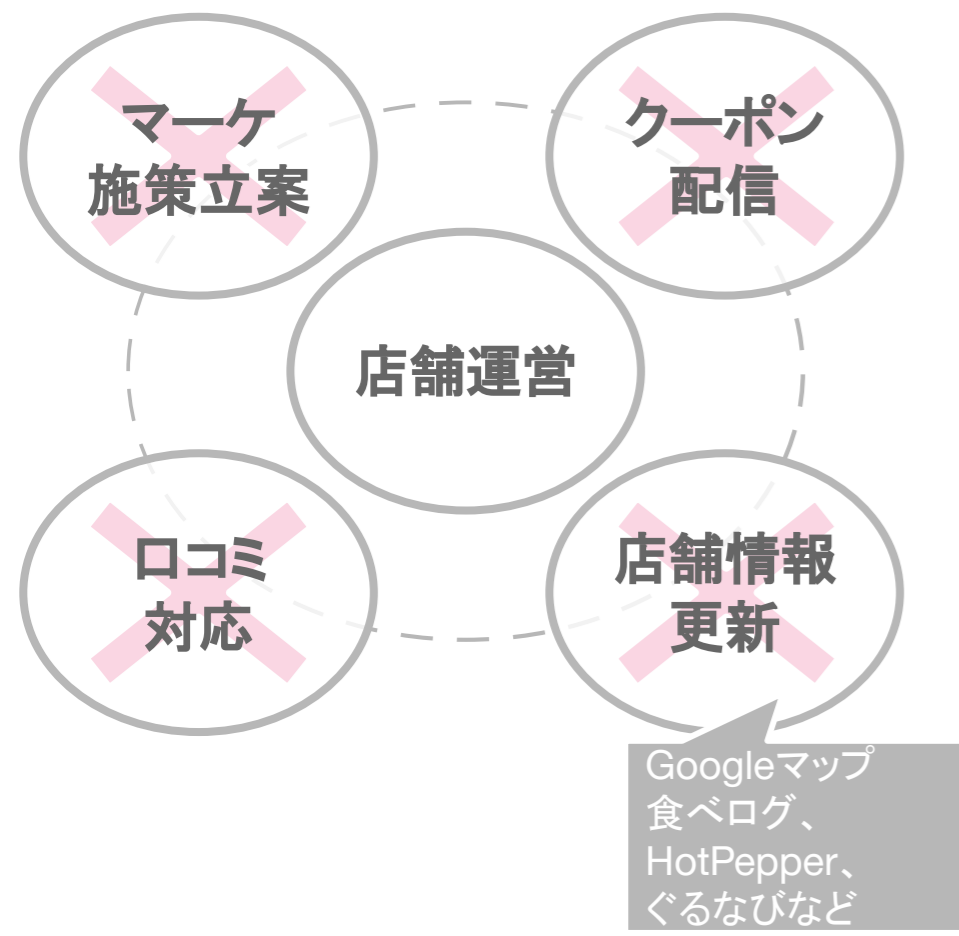 マーケ
施策立案
クーポン
配信
店舗運営
口コミ
対応
店舗情報
更新
Googleマップ
食べログ、
HotPepper、
ぐるなびなど